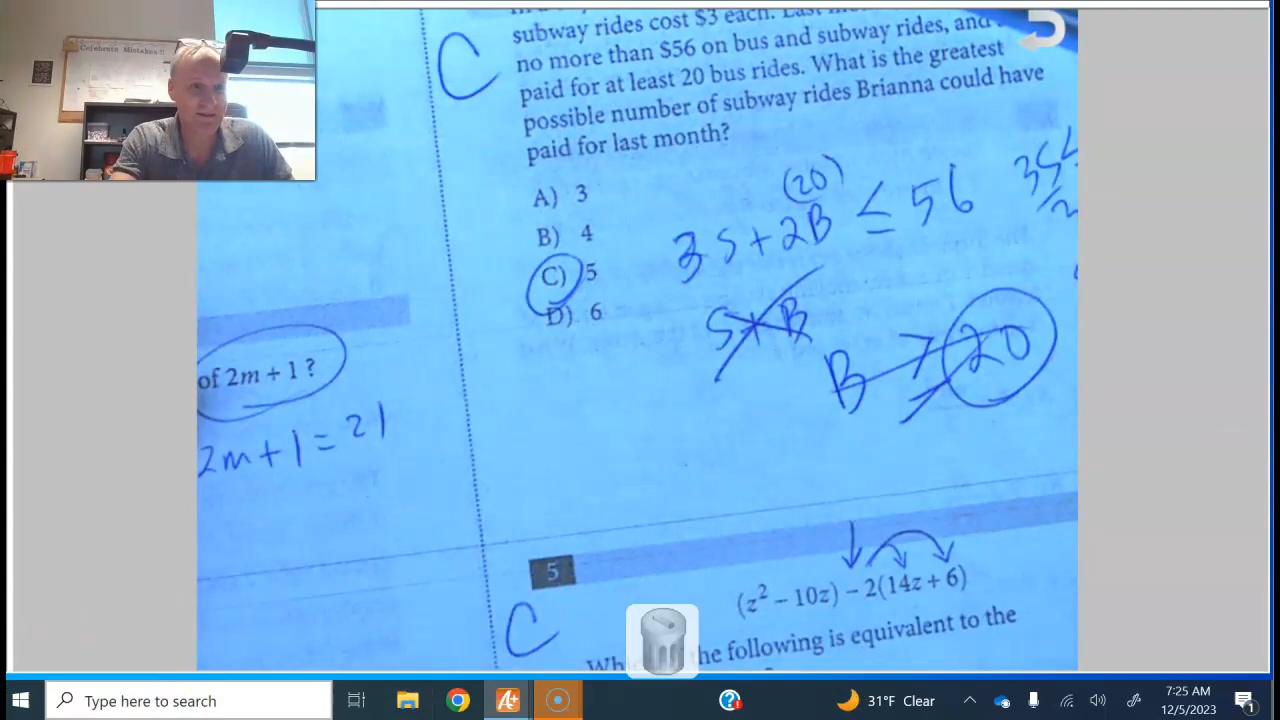 Celebrate Mistakes !!
subway rides cost $3 each.
no more than $56 on bus and subway rides, and
paid for at least 20 bus rides. What is the greatest
possible number of subway rides Brianna could have
paid for last month?
C
A) 3
B) 4
C) 5
D) 6
(20)
3S + 2B ≤ 56
S + B
B ≥ 20
of 2m + 1 ?
2m + 1 = 21
5
(z² − 10z) − 2(14z + 6)
C
the following is equivalent to the
Type here to search
A+
31°F Clear
7:25 AM
12/5/2023
1